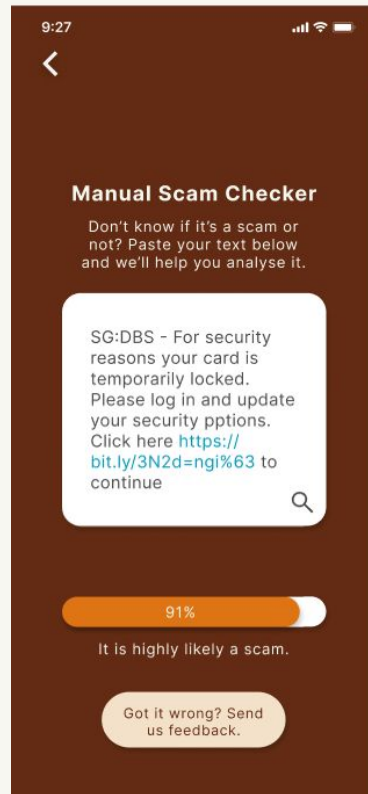 9:27
Manual Scam Checker
Don't know if it's a scam or
not? Paste your text below
and we'll help you analyse it.
SG:DBS - For security
reasons your card is
temporarily locked.
Please log in and update
your security pptions.
Click here https://
bit.ly/3N2d=ngi%63 to
continue
91%
It is highly likely a scam.
Got it wrong? Send
us feedback.